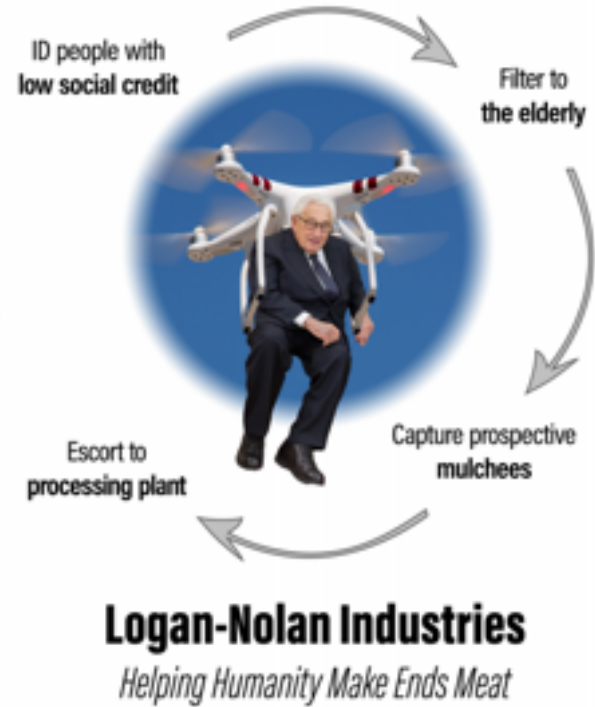 ID people with
low social credit
Filter to
the elderly
Capture prospective
mulchees
Escort to
processing plant
Logan-Nolan Industries
Helping Humanity Make Ends Meat